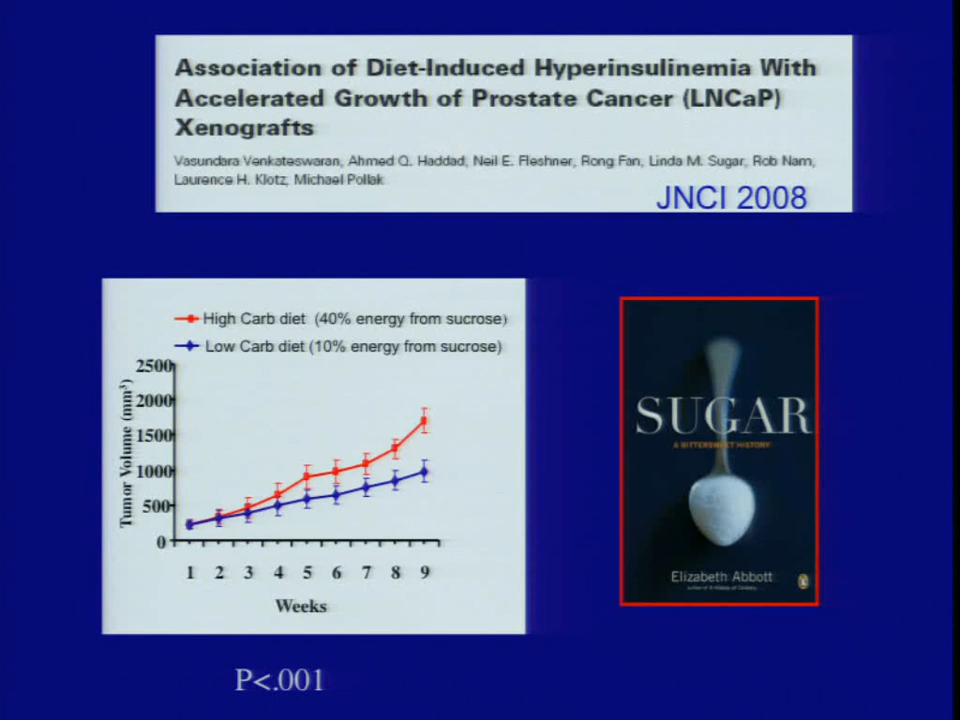 Association of Diet-Induced Hyperinsulinemia With
Accelerated Growth of Prostate Cancer (LNCaP)
Xenografts
Vasundara Venkateswaran, Ahmed Q. Haddad, Neil E. Fleshner, Rong Fan, Linda M. Sugar, Rob Nam,
Laurence H. Klotz, Michael Pollak
JNCI 2008
High Carb diet (40% energy from sucrose)
Low Carb diet (10% energy from sucrose)
Tumor Volume (mm³)
2500
2000
1500
1000
500
0
1 2 3 4 5 6 7 8 9
Weeks
SUGAR
A BITTERSWEET HISTORY
Elizabeth Abbott
P<.001